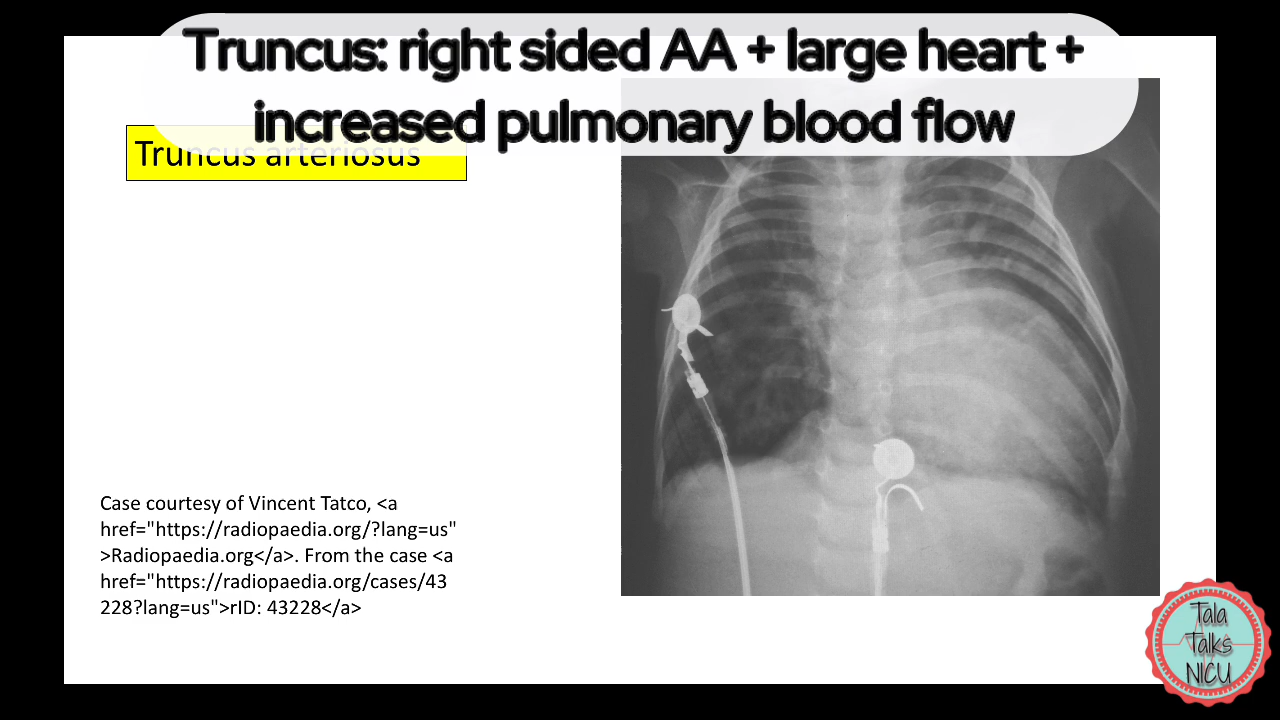 Truncus: right sided AA + large heart +
increased pulmonary blood flow
Truncus arteriosus
Case courtesy of Vincent Tatco, <a
href="https://radiopaedia.org/?lang=us"
>Radiopaedia.org</a>. From the case <a
href="https://radiopaedia.org/cases/43
228?lang=us">rID: 43228</a>
Tala
Talks
NICU